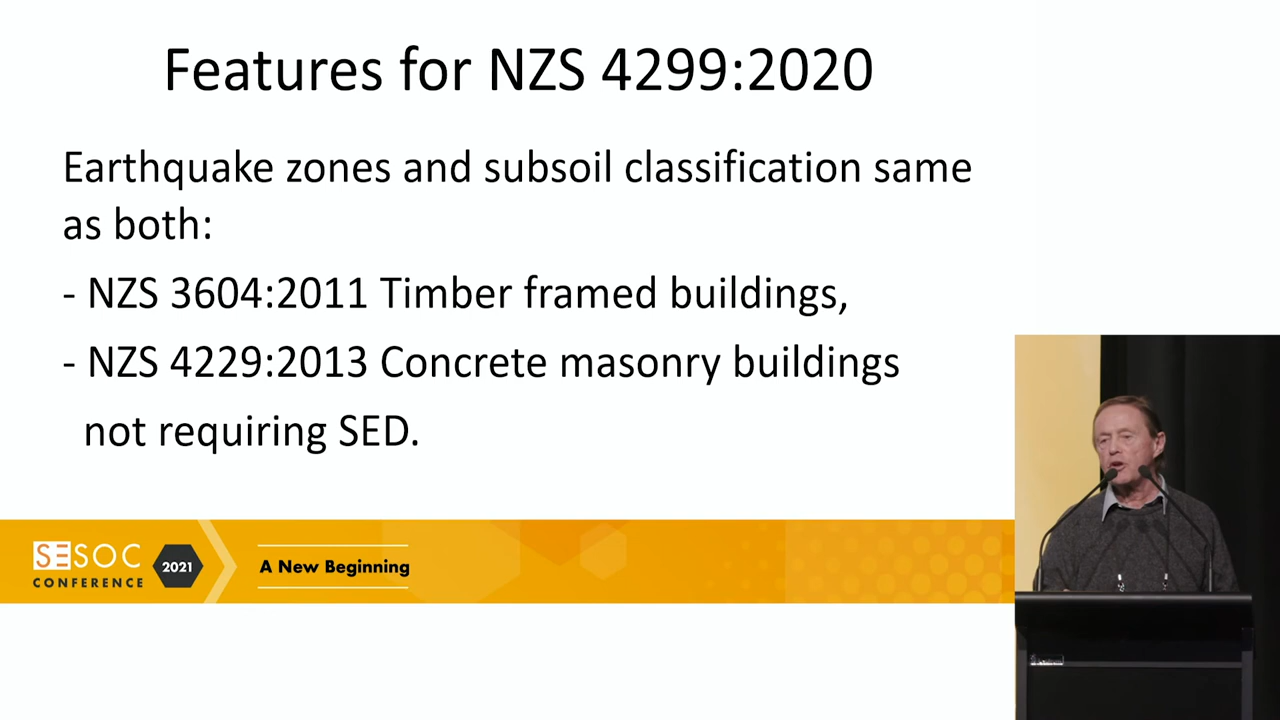 Features for NZS 4299:2020
Earthquake zones and subsoil classification same
as both:
- NZS 3604:2011 Timber framed buildings,
- NZS 4229:2013 Concrete masonry buildings
not requiring SED.
SESOC
CONFERENCE
2021
A New Beginning